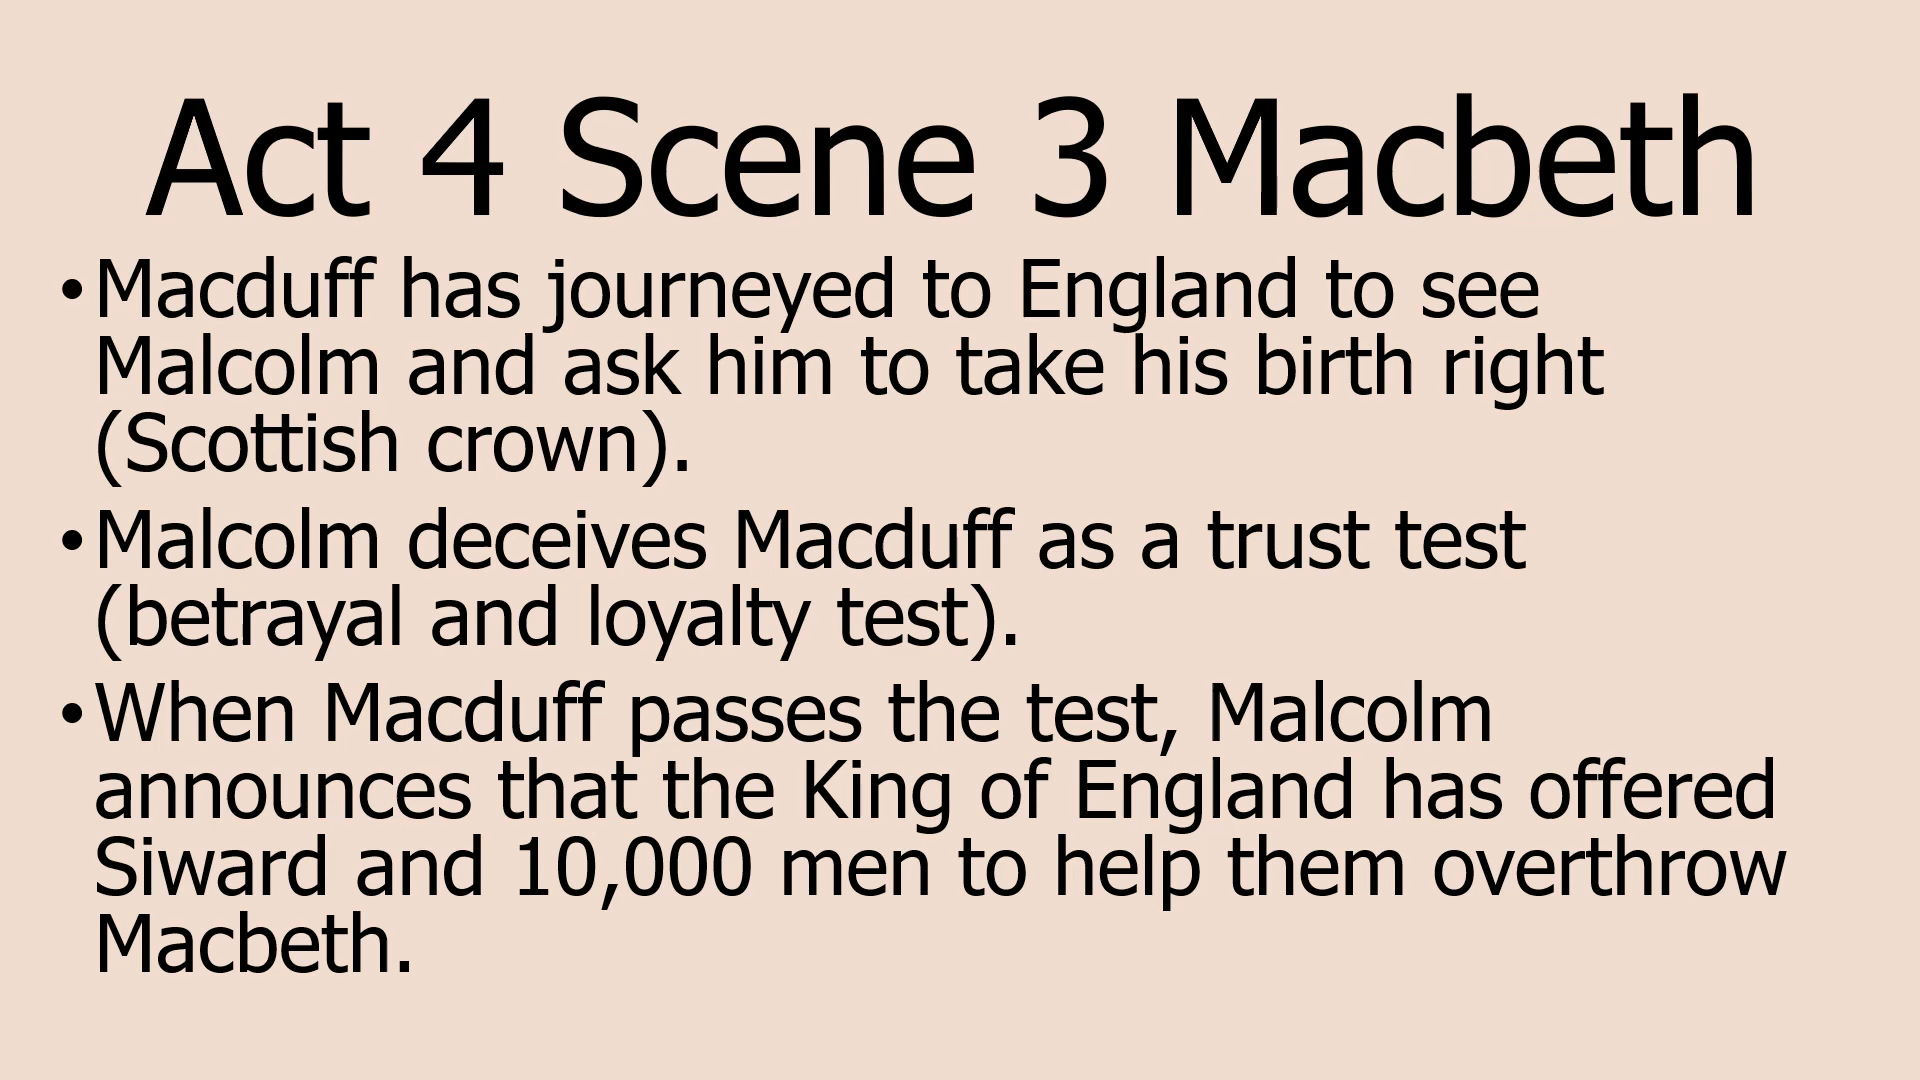 Act 4 Scene 3 Macbeth
•Macduff has journeyed to England to see
Malcolm and ask him to take his birth right
(Scottish crown).
•Malcolm deceives Macduff as a trust test
(betrayal and loyalty test).
•When Macduff passes the test, Malcolm
announces that the King of England has offered
Siward and 10,000 men to help them overthrow
Macbeth.